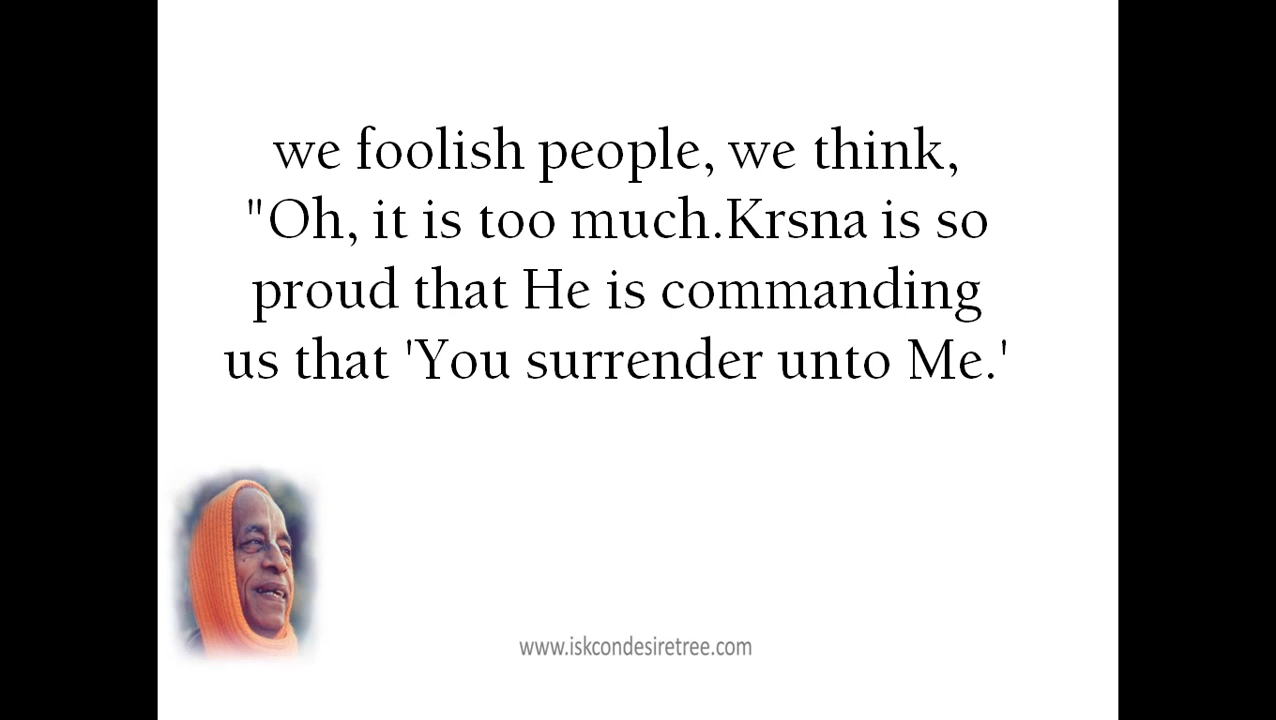 we foolish people, we think,
"Oh, it is too much.Krsna is so
proud that He is commanding
us that 'You surrender unto Me.'
www.iskcondesiretree.com